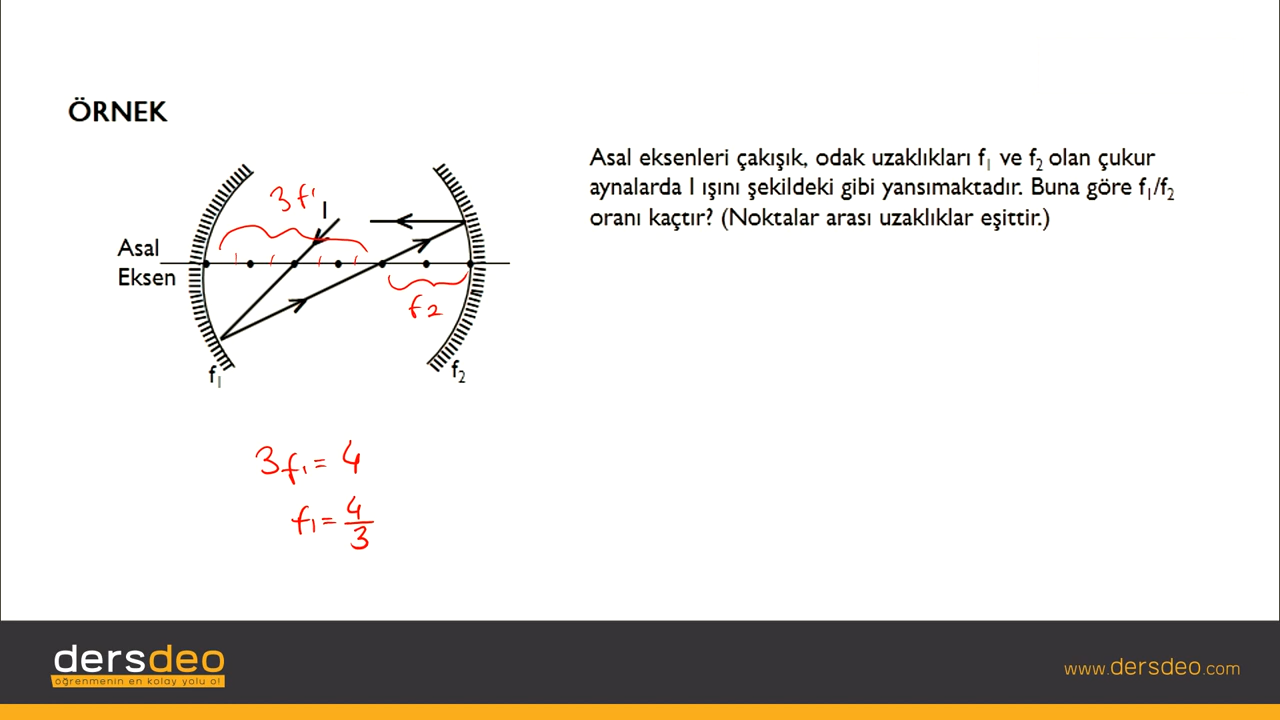 ÖRNEK
Asal eksenleri çakışık, odak uzaklıkları f₁ ve f₂ olan çukur
aynalarda I ışını şekildeki gibi yansımaktadır. Buna göre f₁/f₂
oranı kaçtır? (Noktalar arası uzaklıklar eşittir.)
3f₁
I
Asal
Eksen
f₂
f₁
f₂
3f₁ = 4
f₁ = 4/3
dersdeo
öğrenmenin en kolay yolu o!
www.dersdeo.com